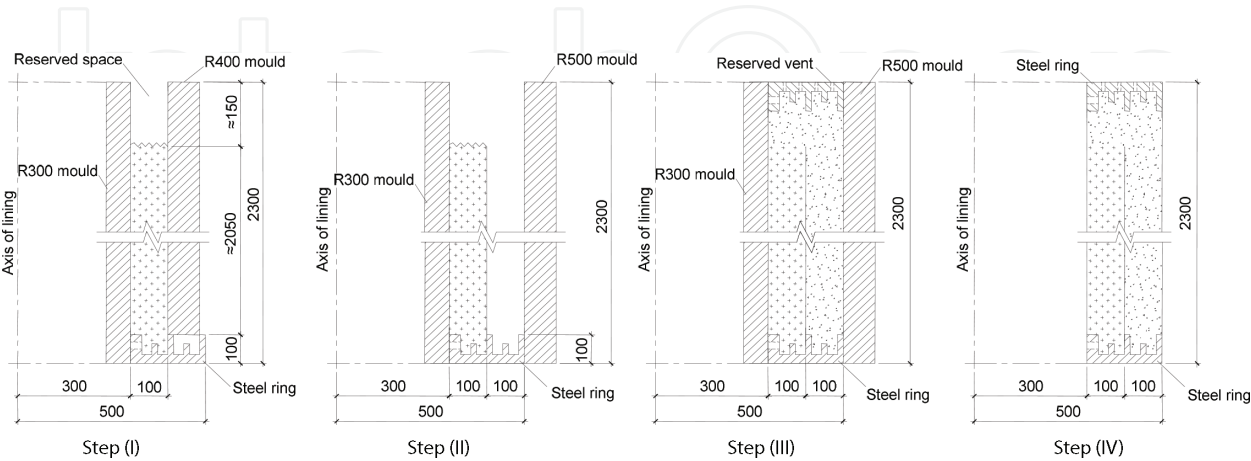 Reserved space
R400 mould
≈150
R300 mould
Axis of lining
≈2050
2300
100
300
100
Steel ring
500
Step (I)
R500 mould
R300 mould
Axis of lining
2300
100
300
100
100
Steel ring
500
Step (II)
Reserved vent
R500 mould
R300 mould
Axis of lining
2300
300
100
100
Steel ring
500
Step (III)
Steel ring
Axis of lining
2300
300
100
100
Steel ring
500
Step (IV)